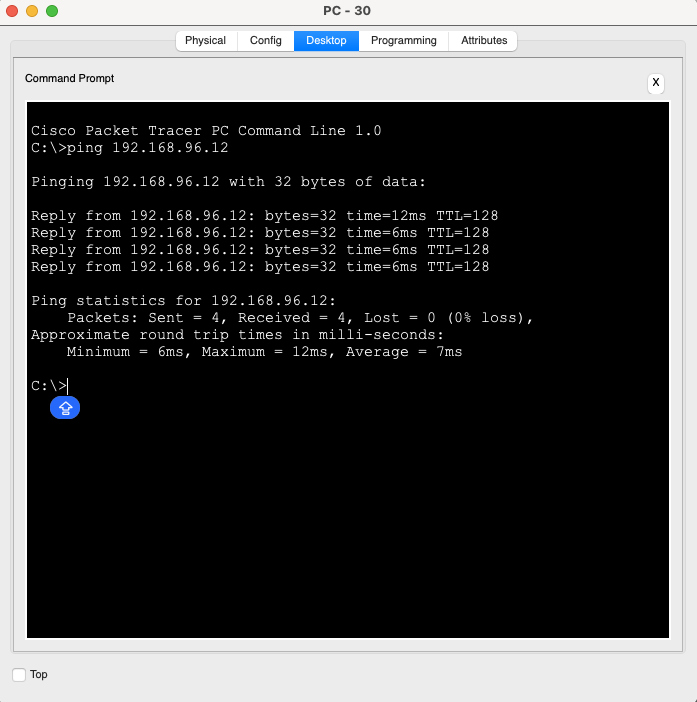 PC - 30
Physical Config Desktop Programming Attributes
Command Prompt
X
Cisco Packet Tracer PC Command Line 1.0
C:\>ping 192.168.96.12
Pinging 192.168.96.12 with 32 bytes of data:
Reply from 192.168.96.12: bytes=32 time=12ms TTL=128
Reply from 192.168.96.12: bytes=32 time=6ms TTL=128
Reply from 192.168.96.12: bytes=32 time=6ms TTL=128
Reply from 192.168.96.12: bytes=32 time=6ms TTL=128
Ping statistics for 192.168.96.12:
Packets: Sent = 4, Received = 4, Lost = 0 (0% loss),
Approximate round trip times in milli-seconds:
Minimum = 6ms, Maximum = 12ms, Average = 7ms
C:\>
Top